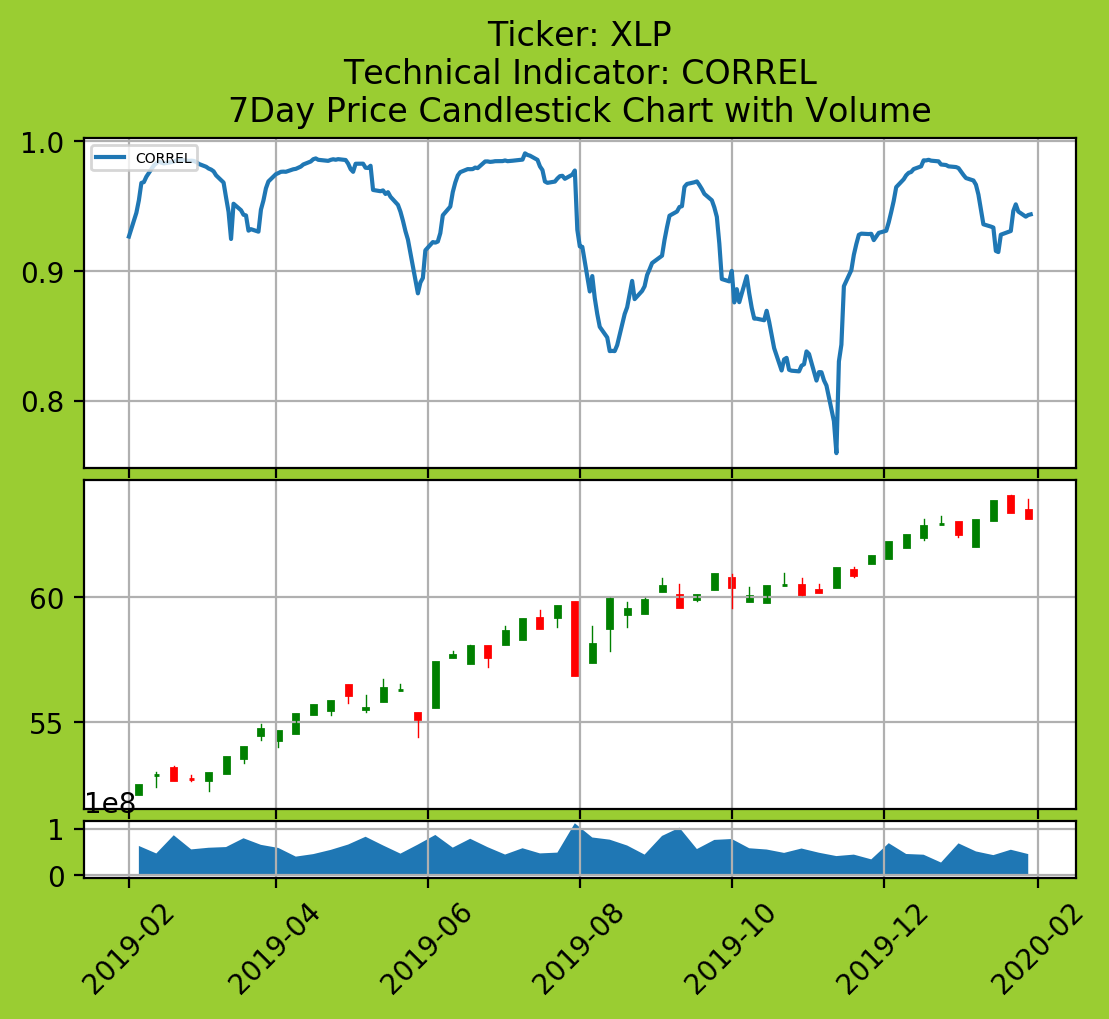 Ticker: XLP
Technical Indicator: CORREL
7Day Price Candlestick Chart with Volume
1.0
CORREL
0.9
0.8
60
55
1e8
1
0
2019-02
2019-04
2019-06
2019-08
2019-10
2019-12
2020-02